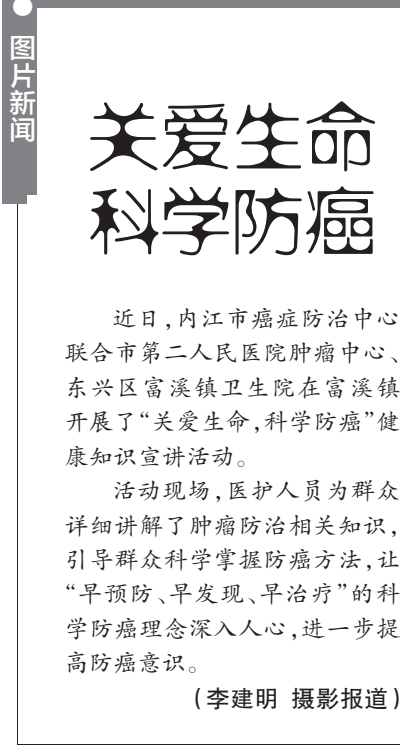 图片新闻
关爱生命
科学防癌
近日,内江市癌症防治中心
联合市第二人民医院肿瘤中心、
东兴区富溪镇卫生院在富溪镇
开展了“关爱生命,科学防癌”健
康知识宣讲活动。
活动现场,医护人员为群众
详细讲解了肿瘤防治相关知识,
引导群众科学掌握防癌方法,让
“早预防、早发现、早治疗”的科
学防癌理念深入人心,进一步提
高防癌意识。
(李建明 摄影报道)